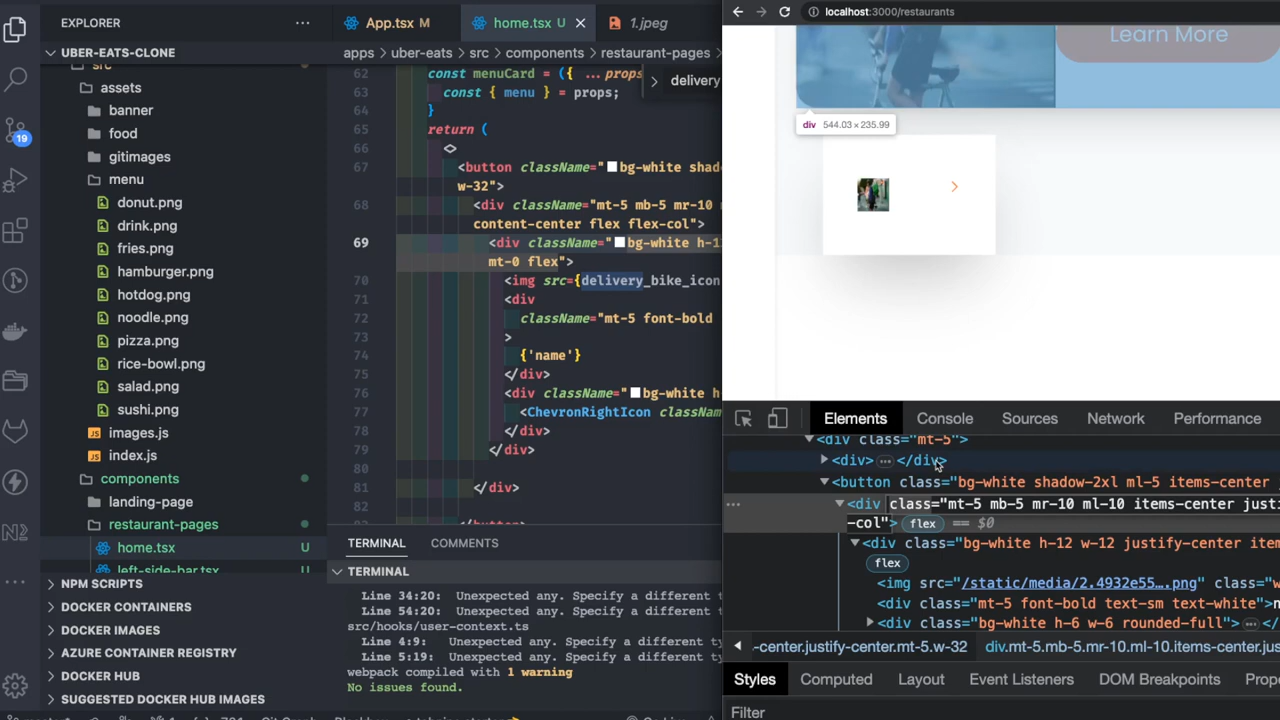 EXPLORER
UBER-EATS-CLONE
src
assets
banner
food
gitimages
menu
donut.png
drink.png
fries.png
hamburger.png
hotdog.png
noodle.png
pizza.png
rice-bowl.png
salad.png
sushi.png
images.js
index.js
components
landing-page
restaurant-pages
home.tsx U
left-side-bar.tsx
NPM SCRIPTS
DOCKER CONTAINERS
DOCKER IMAGES
AZURE CONTAINER REGISTRY
DOCKER HUB
SUGGESTED DOCKER HUB IMAGES
19
App.tsx M
home.tsx U
1.jpeg
apps > uber-eats > src > components > restaurant-pages >
delivery
62 const menuCard = ({ ...props
63 const { menu } = props;
64 }
65 return (
66 <>
67 <button className="bg-white shad
w-32">
68 <div className="mt-5 mb-5 mr-10 m
content-center flex flex-col">
69 <div className="bg-white h-1
mt-0 flex">
70 <img src={delivery_bike_icon
71 <div
72 className="mt-5 font-bold
73 >
74 {'name'}
75 </div>
76 <div className="bg-white h
77 <ChevronRightIcon classNam
78 </div>
79 </div>
80
81 </div>
82
TERMINAL COMMENTS
TERMINAL
Line 34:20: Unexpected any. Specify a different t
Line 54:20: Unexpected any. Specify a different t
src/hooks/user-context.ts
Line 4:9: Unexpected any. Specify a different t
Line 5:19: Unexpected any. Specify a different t
webpack compiled with 1 warning
No issues found.
localhost:3000/restaurants
Learn More
div 544.03 × 235.99
Elements Console Sources Network Performance
<div class="mt-5">
<div> … </div>
<button class="bg-white shadow-2xl ml-5 items-center
<div class="mt-5 mb-5 mr-10 ml-10 items-center justi
-col"> flex == $0
<div class="bg-white h-12 w-12 justify-center item
flex
<img src="/static/media/2.4932e55….png" class="w
<div class="mt-5 font-bold text-sm text-white">n
<div class="bg-white h-6 w-6 rounded-full"> … </
-center.justify-center.mt-5.w-32 div.mt-5.mb-5.mr-10.ml-10.items-center.jus
Styles Computed Layout Event Listeners DOM Breakpoints Prope
Filter